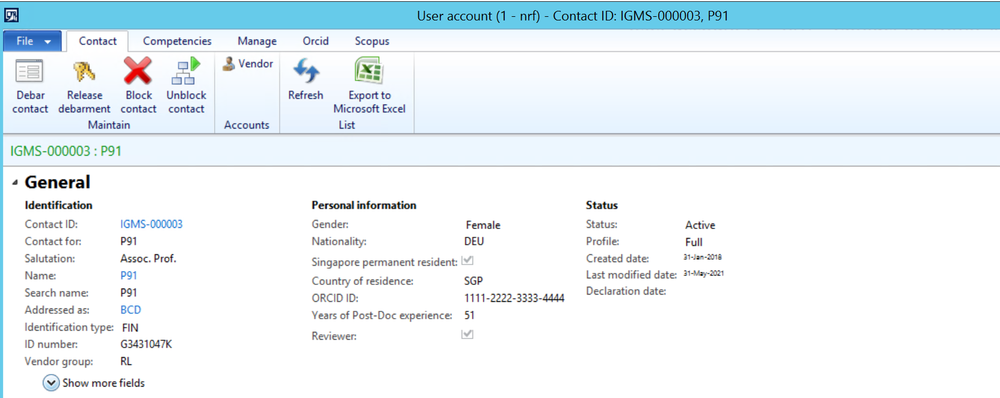 User account (1 - nrf) - Contact ID: IGMS-000003, P91
File Contact Competencies Manage Orcid Scopus
Debar contact
Release debarment
Block contact
Unblock contact
Maintain
Vendor
Accounts
Refresh
Export to Microsoft Excel
List
IGMS-000003 : P91
General
Identification
Contact ID: IGMS-000003
Contact for: P91
Salutation: Assoc. Prof.
Name: P91
Search name: P91
Addressed as: BCD
Identification type: FIN
ID number: G3431047K
Vendor group: RL
Show more fields
Personal information
Gender: Female
Nationality: DEU
Singapore permanent resident:
Country of residence: SGP
ORCID ID: 1111-2222-3333-4444
Years of Post-Doc experience: 51
Reviewer:
Status
Status: Active
Profile: Full
Created date: 31-Jan-2018
Last modified date: 31-May-2021
Declaration date: